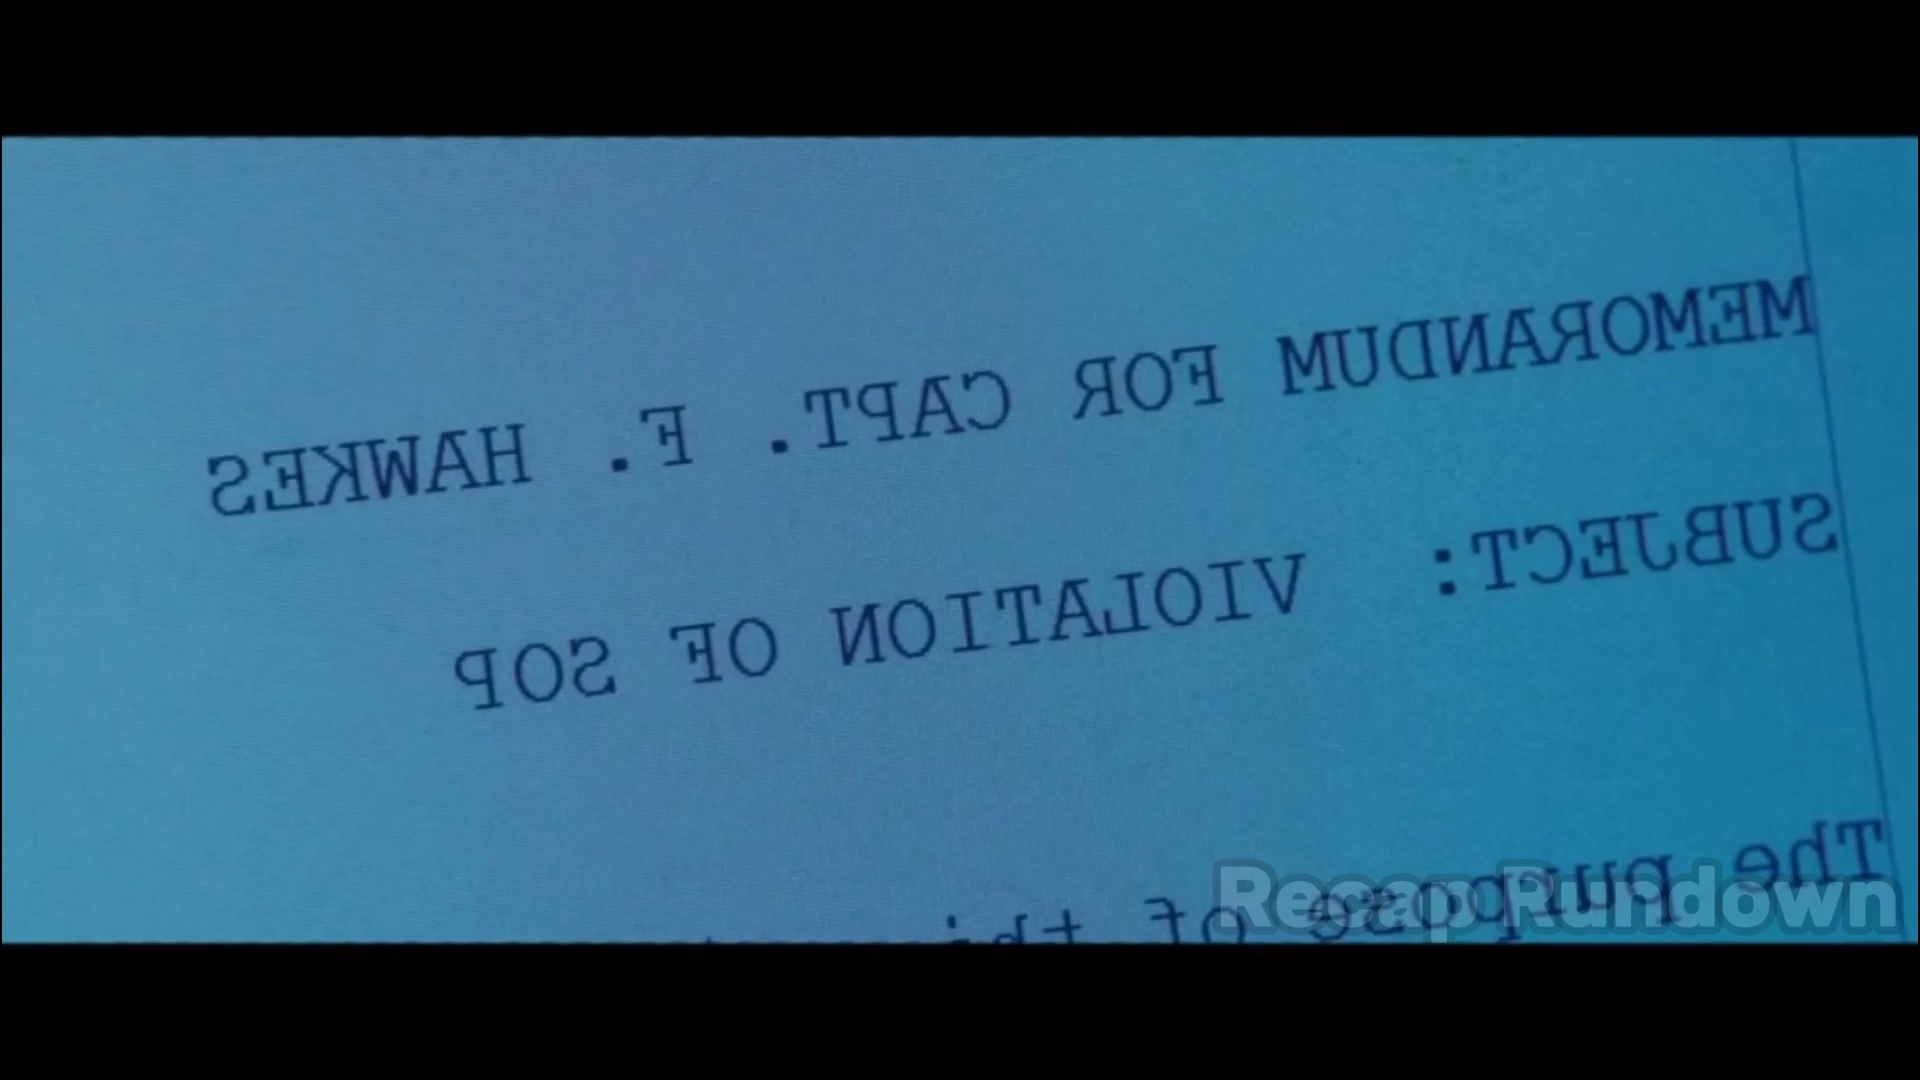 MEMORANDUM FOR CAPT. F. HAWKES
SUBJECT: VIOLATION OF SOP
The purpose of
Recap Rundown